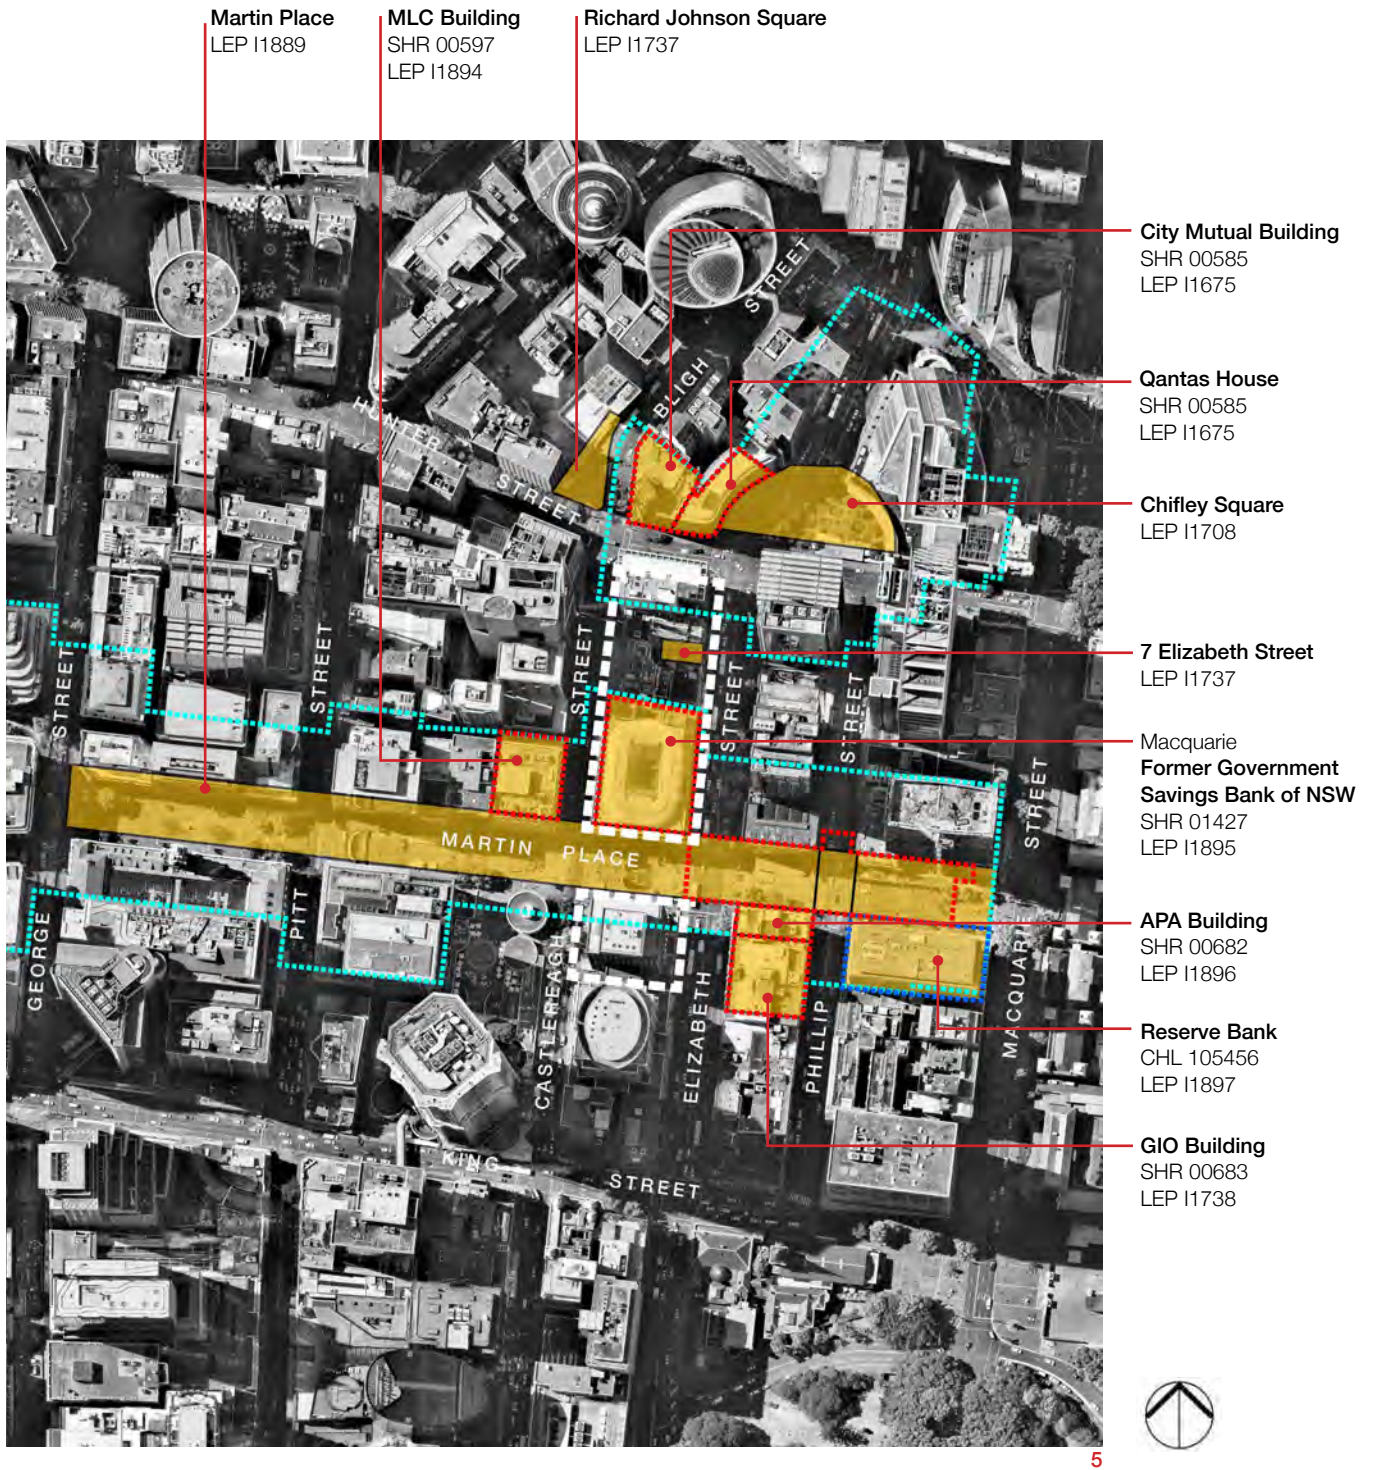 Martin Place
LEP I1889
MLC Building
SHR 00597
LEP I1894
Richard Johnson Square
LEP I1737
City Mutual Building
SHR 00585
LEP I1675
Qantas House
SHR 00585
LEP I1675
Chifley Square
LEP I1708
7 Elizabeth Street
LEP I1737
Macquarie
Former Government
Savings Bank of NSW
SHR 01427
LEP I1895
APA Building
SHR 00682
LEP I1896
Reserve Bank
CHL 105456
LEP I1897
GIO Building
SHR 00683
LEP I1738
STREET
BLIGH
HUNTER
STREET
STREET
STREET
STREET
STREET
STREET
STREET
MARTIN PLACE
GEORGE
PITT
CASTLEREAGH
ELIZABETH
PHILLIP
MACQUARIE
KING
STREET
5